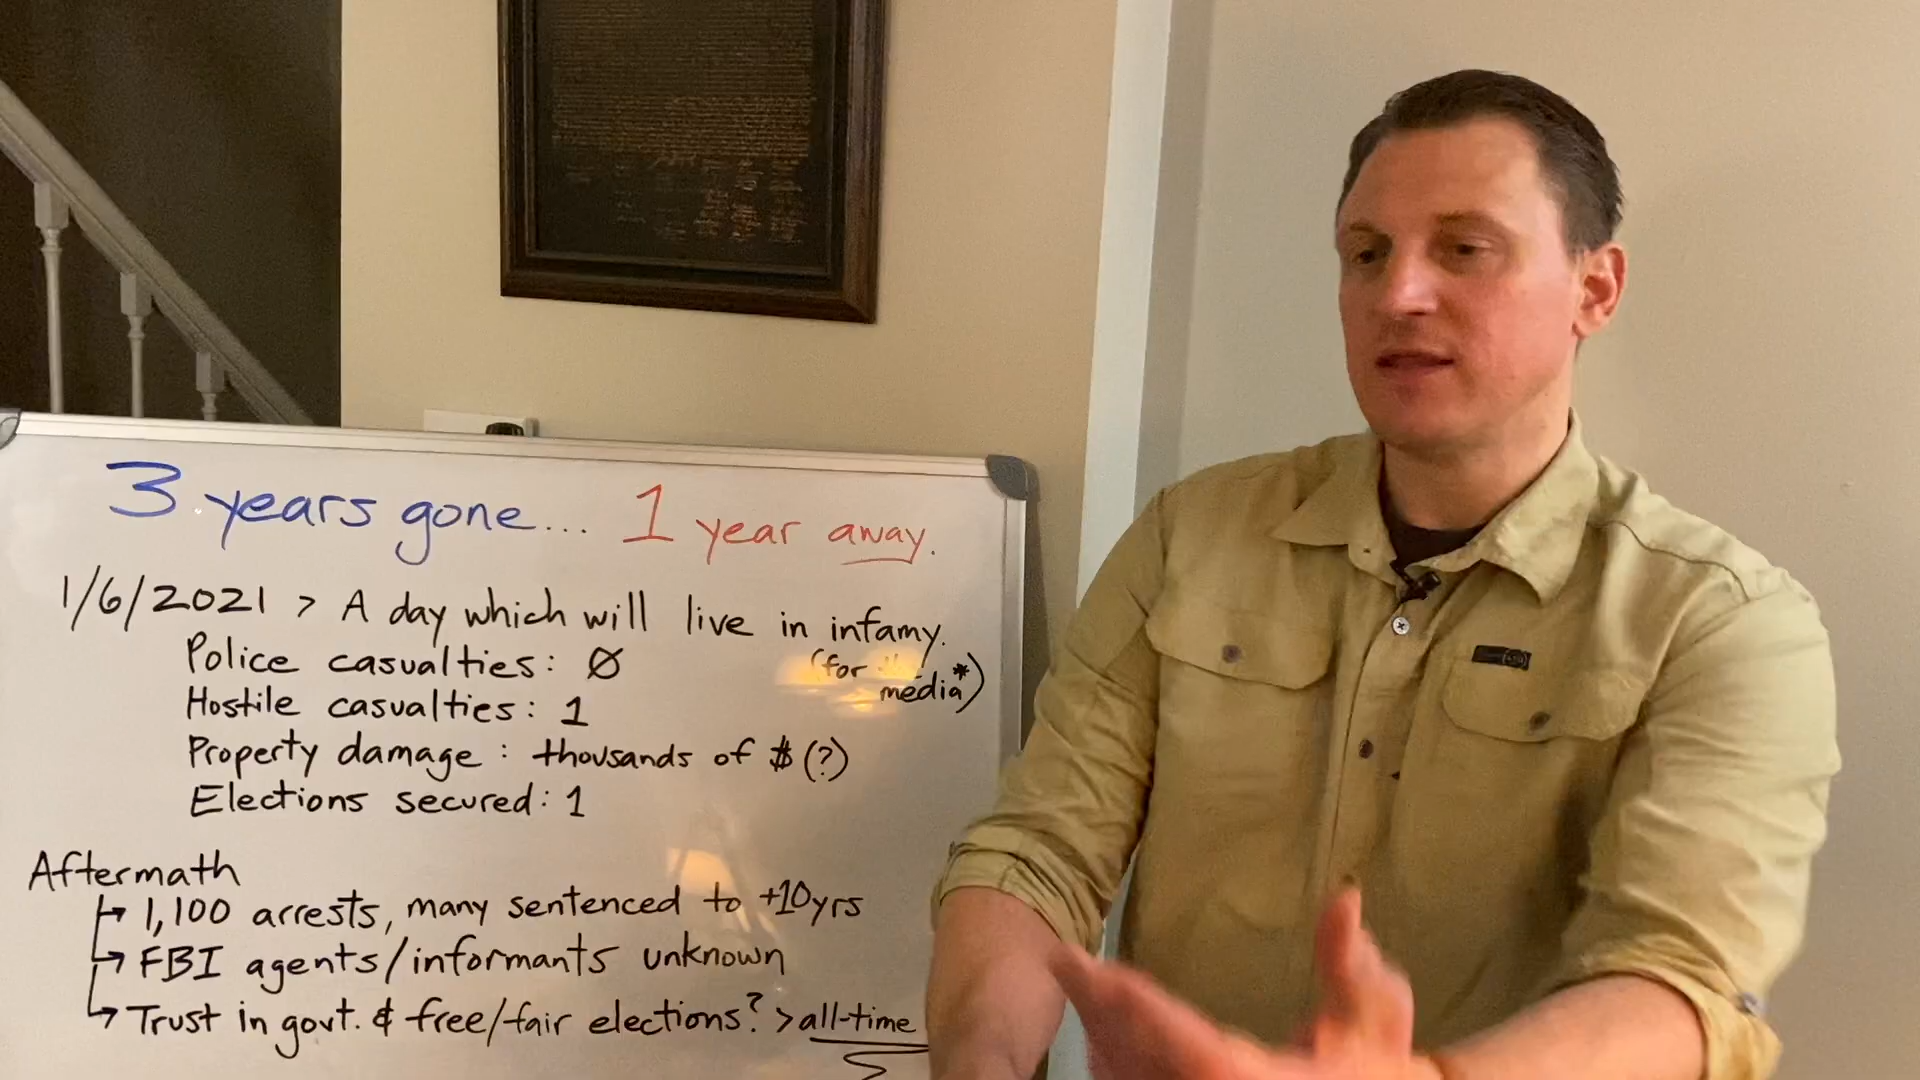 3 years gone... 1 year away.
1/6/2021 > A day which will live in infamy.
(for media*)
Police casualties: Ø
Hostile casualties: 1
Property damage: thousands of $ (?)
Elections secured: 1
Aftermath
↳ 1,100 arrests, many sentenced to +10yrs
↳ FBI agents/informants unknown
↳ Trust in govt. & free/fair elections? > all-time